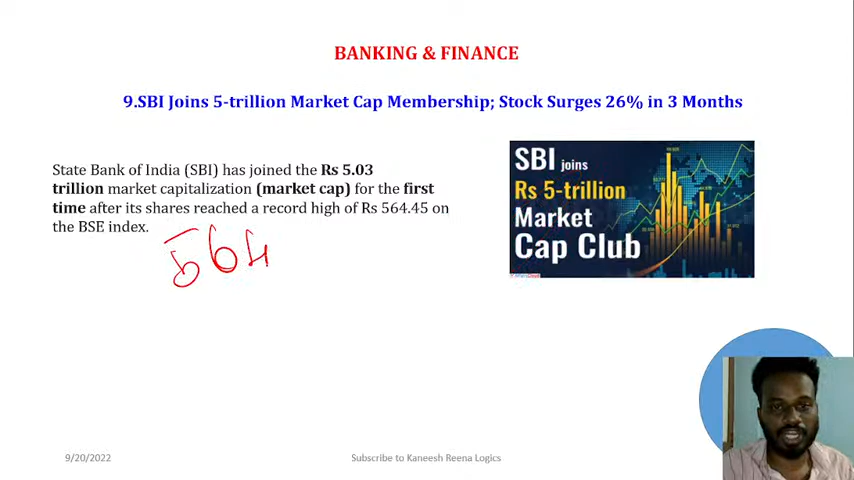 BANKING & FINANCE
9.SBI Joins 5-trillion Market Cap Membership; Stock Surges 26% in 3 Months
State Bank of India (SBI) has joined the Rs 5.03
trillion market capitalization (market cap) for the first
time after its shares reached a record high of Rs 564.45 on
the BSE index.
564
SBI joins
Rs 5-trillion
Market
Cap Club
9/20/2022
Subscribe to Kaneesh Reena Logics